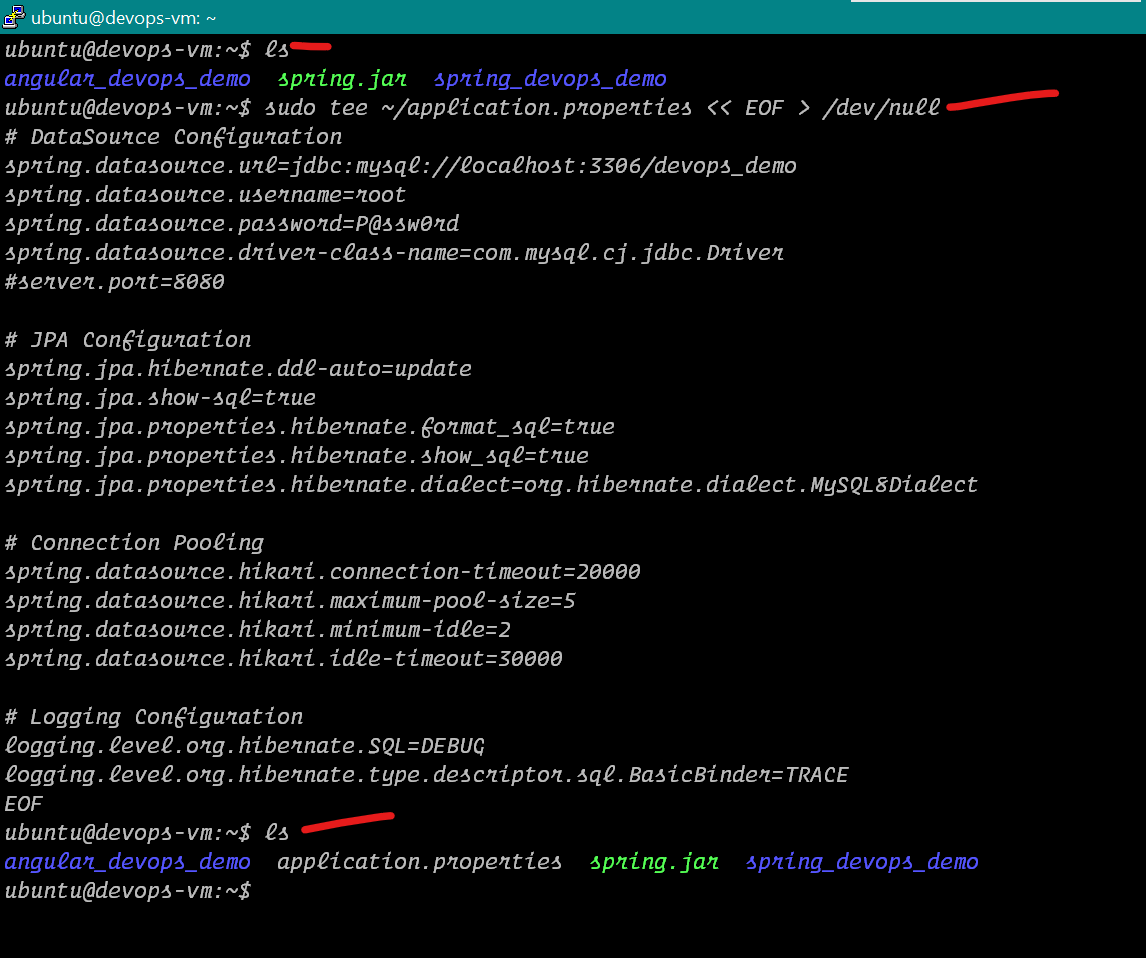 ubuntu@devops-vm: ~
ubuntu@devops-vm:~$ ls
angular_devops_demo  spring.jar  spring_devops_demo
ubuntu@devops-vm:~$ sudo tee ~/application.properties << EOF > /dev/null
# DataSource Configuration
spring.datasource.url=jdbc:mysql://localhost:3306/devops_demo
spring.datasource.username=root
spring.datasource.password=P@ssw0rd
spring.datasource.driver-class-name=com.mysql.cj.jdbc.Driver
#server.port=8080

# JPA Configuration
spring.jpa.hibernate.ddl-auto=update
spring.jpa.show-sql=true
spring.jpa.properties.hibernate.format_sql=true
spring.jpa.properties.hibernate.show_sql=true
spring.jpa.properties.hibernate.dialect=org.hibernate.dialect.MySQL8Dialect

# Connection Pooling
spring.datasource.hikari.connection-timeout=20000
spring.datasource.hikari.maximum-pool-size=5
spring.datasource.hikari.minimum-idle=2
spring.datasource.hikari.idle-timeout=30000

# Logging Configuration
logging.level.org.hibernate.SQL=DEBUG
logging.level.org.hibernate.type.descriptor.sql.BasicBinder=TRACE
EOF
ubuntu@devops-vm:~$ ls
angular_devops_demo  application.properties  spring.jar  spring_devops_demo
ubuntu@devops-vm:~$